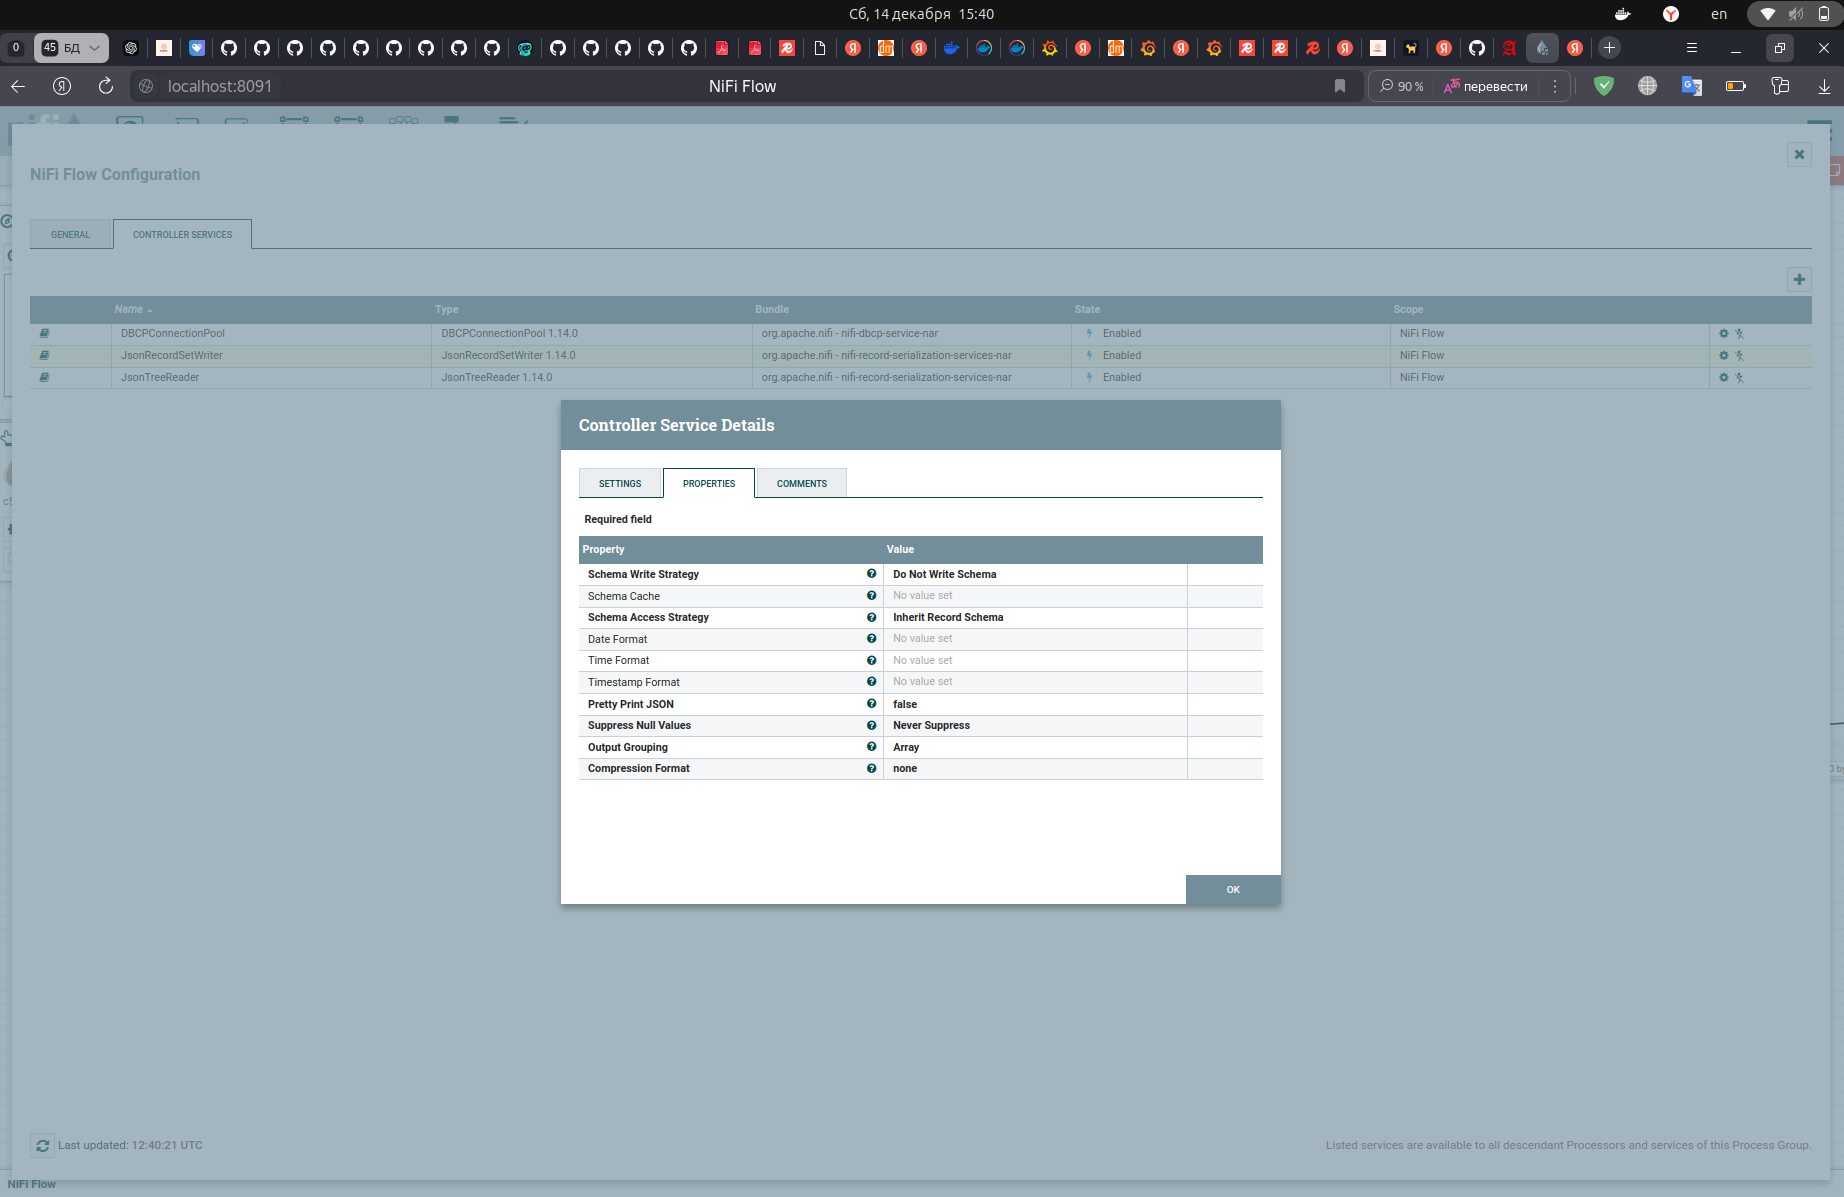 Сб, 14 декабря 15:40
en
0
45 БД
localhost:8091
NiFi Flow
90 %
перевести
NiFi Flow Configuration
GENERAL
CONTROLLER SERVICES
Name Type Bundle State Scope
DBCPConnectionPool DBCPConnectionPool 1.14.0 org.apache.nifi - nifi-dbcp-service-nar Enabled NiFi Flow
JsonRecordSetWriter JsonRecordSetWriter 1.14.0 org.apache.nifi - nifi-record-serialization-services-nar Enabled NiFi Flow
JsonTreeReader JsonTreeReader 1.14.0 org.apache.nifi - nifi-record-serialization-services-nar Enabled NiFi Flow
Controller Service Details
SETTINGS
PROPERTIES
COMMENTS
Required field
Property Value
Schema Write Strategy Do Not Write Schema
Schema Cache No value set
Schema Access Strategy Inherit Record Schema
Date Format No value set
Time Format No value set
Timestamp Format No value set
Pretty Print JSON false
Suppress Null Values Never Suppress
Output Grouping Array
Compression Format none
OK
Last updated: 12:40:21 UTC
Listed services are available to all descendant Processors and services of this Process Group.
NiFi Flow